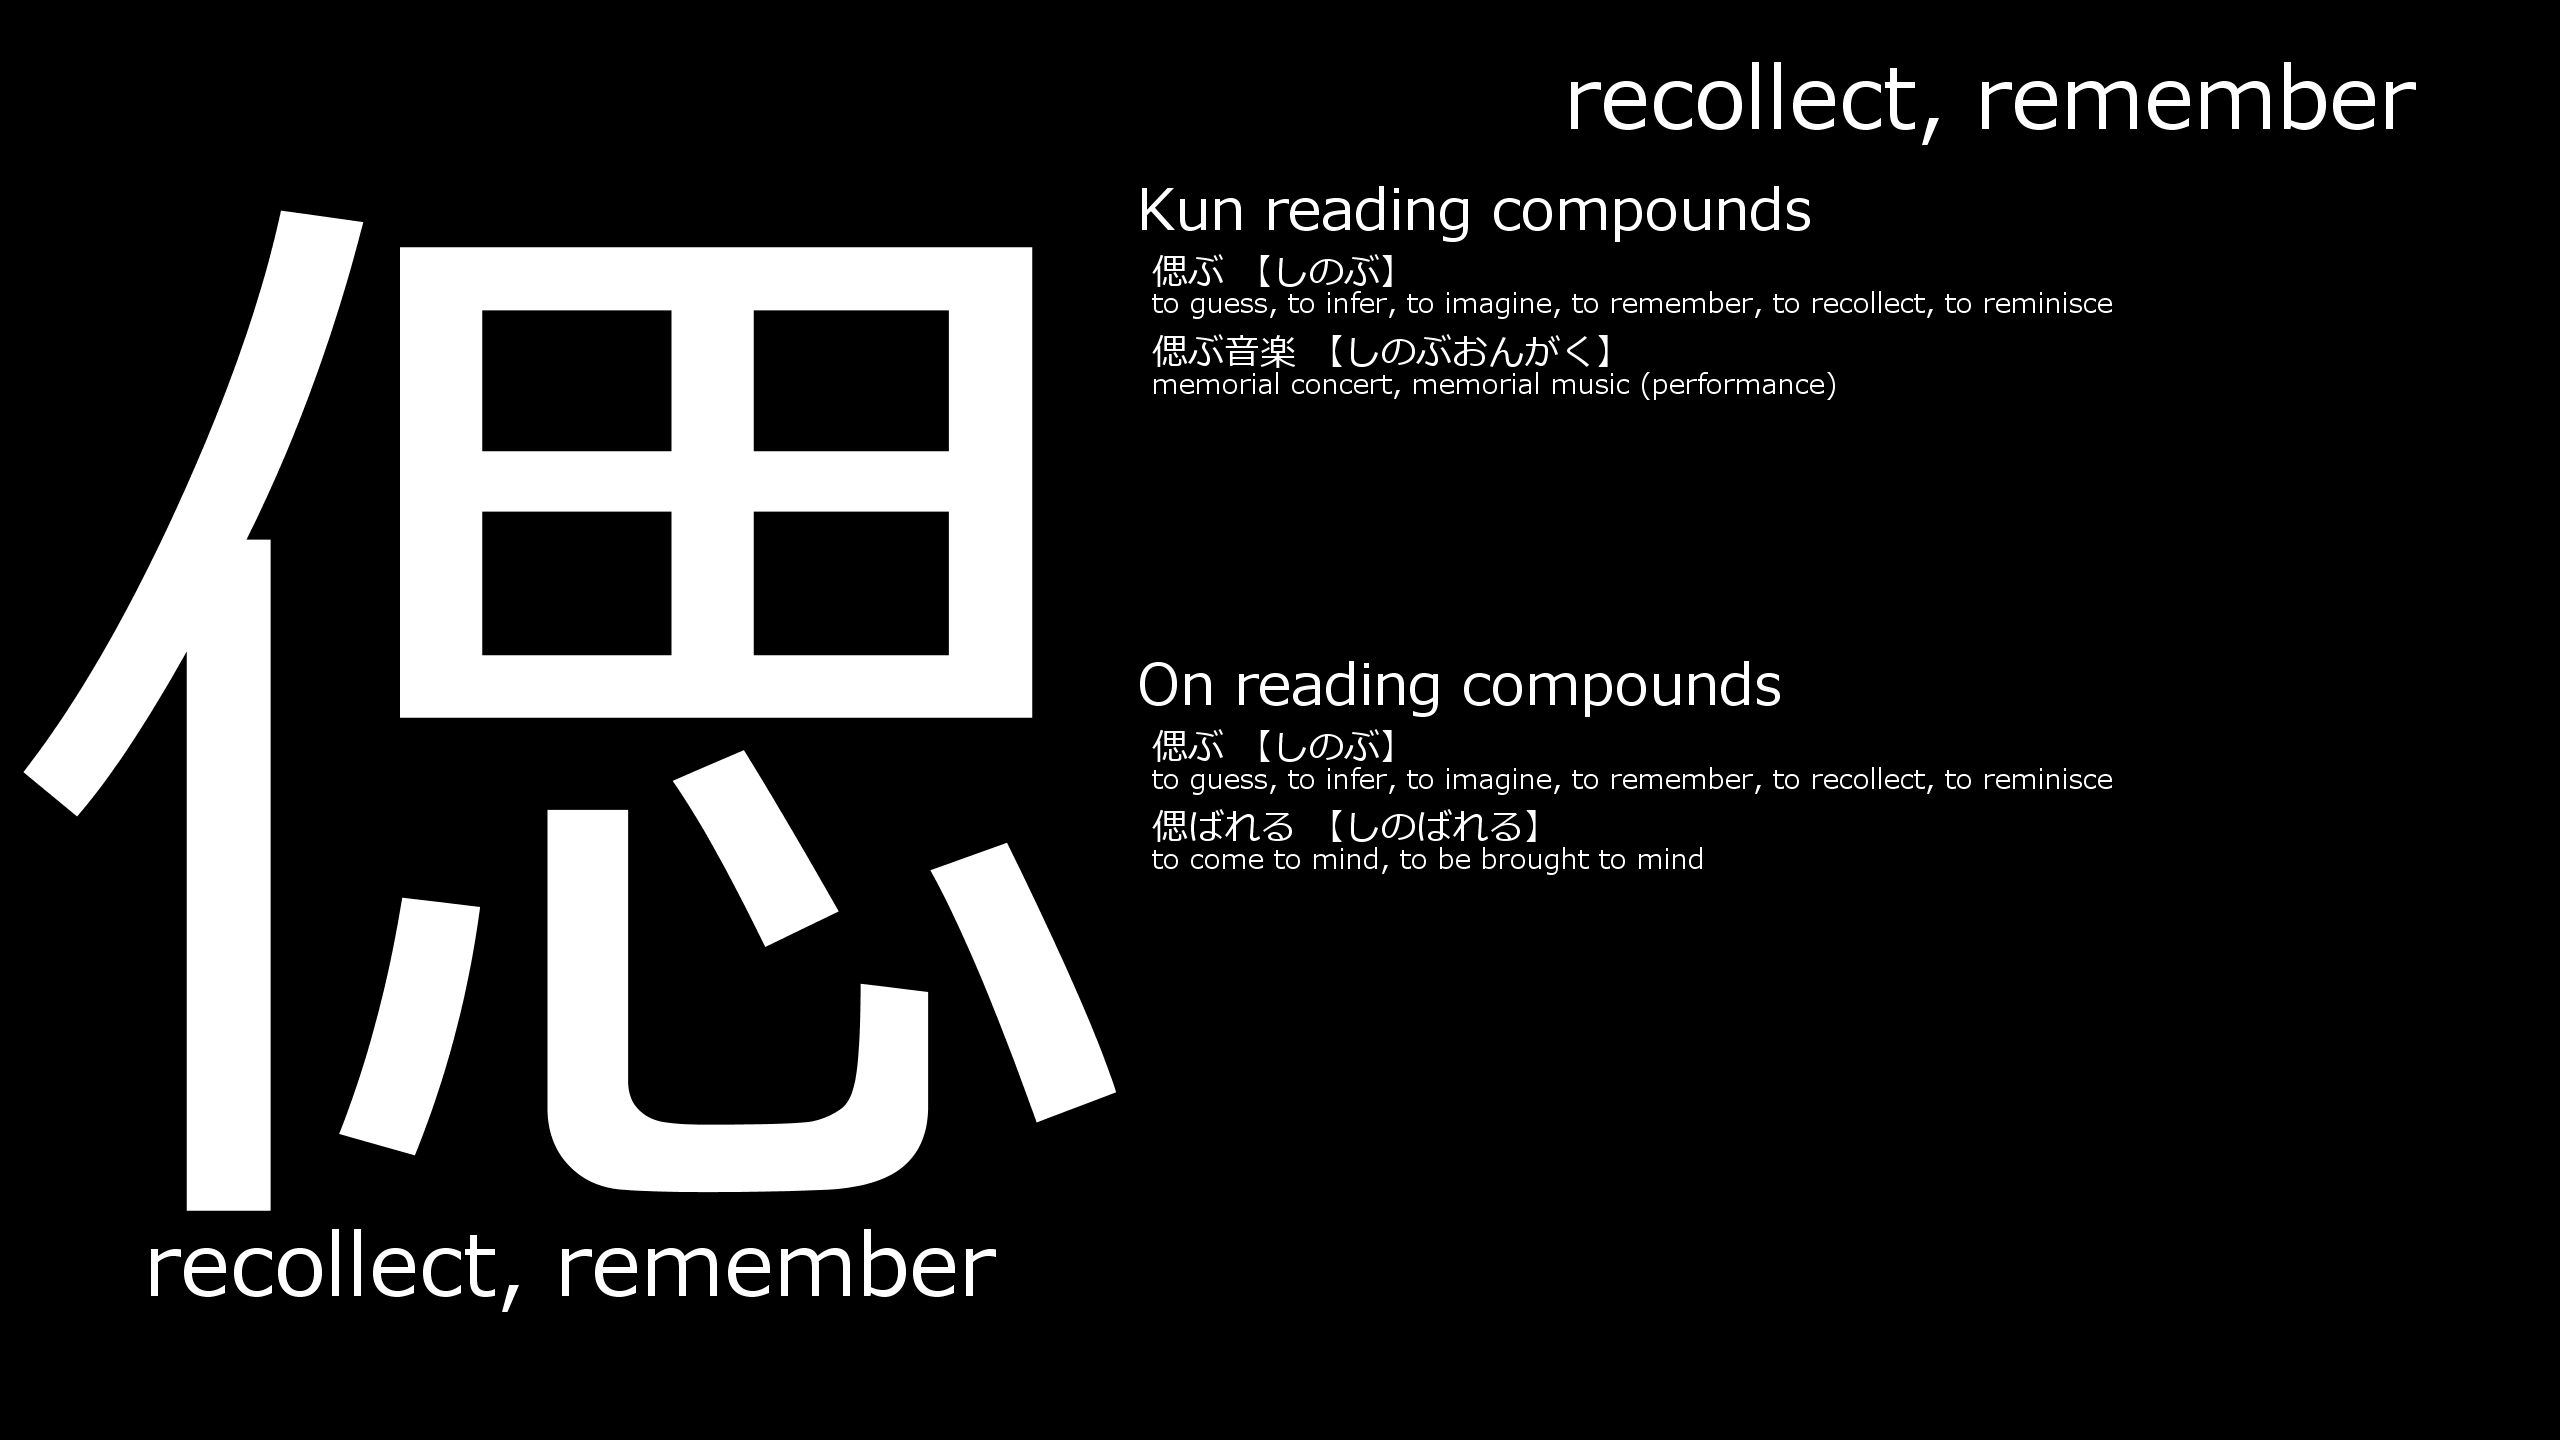 recollect, remember
偲
recollect, remember
Kun reading compounds
偲ぶ 【しのぶ】
to guess, to infer, to imagine, to remember, to recollect, to reminisce
偲ぶ音楽 【しのぶおんがく】
memorial concert, memorial music (performance)
On reading compounds
偲ぶ 【しのぶ】
to guess, to infer, to imagine, to remember, to recollect, to reminisce
偲ばれる 【しのばれる】
to come to mind, to be brought to mind